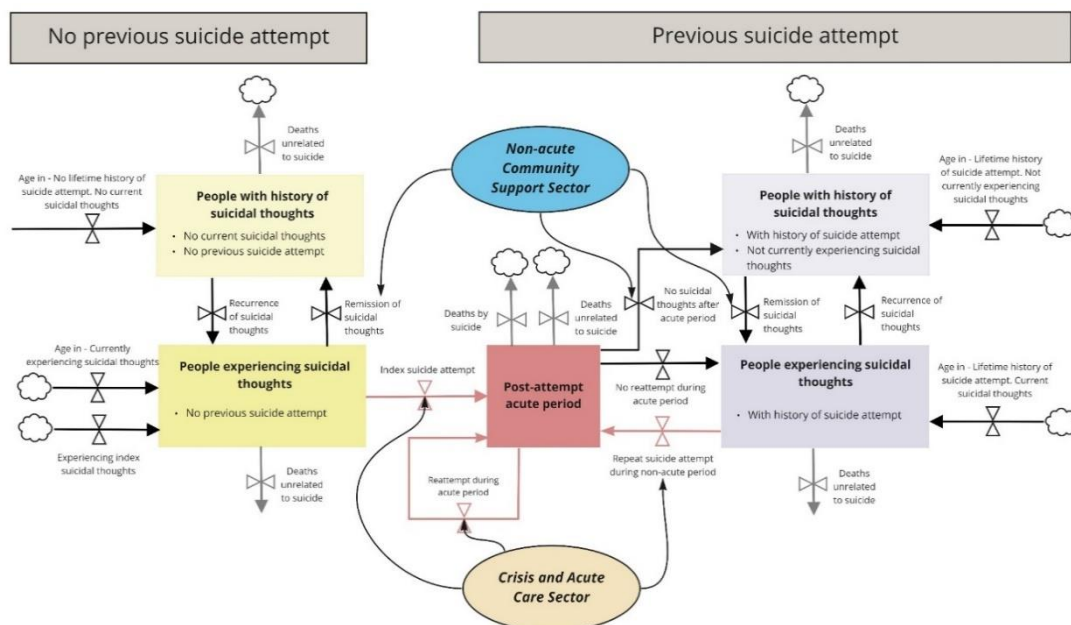 No previous suicide attempt
Previous suicide attempt
Deaths
unrelated
to suicide
Age in - No lifetime history of
suicide attempt. No current
suicidal thoughts
People with history of
suicidal thoughts
• No current suicidal thoughts
• No previous suicide attempt
Recurrence
of suicidal
thoughts
Remission of
suicidal
thoughts
Age in - Currently
experiencing suicidal thoughts
People experiencing suicidal
thoughts
• No previous suicide attempt
Experiencing index
suicidal thoughts
Deaths
unrelated
to suicide
Non-acute
Community
Support Sector
Deaths by
suicide
Deaths
unrelated
to suicide
No suicidal
thoughts after
acute period
Index suicide attempt
Post-attempt
acute period
No reattempt during
acute period
Repeat suicide attempt
during non-acute period
Reattempt during
acute period
Crisis and Acute
Care Sector
Deaths
unrelated
to suicide
People with history of
suicidal thoughts
• With history of suicide attempt
• Not currently experiencing suicidal
thoughts
Age in - Lifetime history
of suicide attempt. Not
currently experiencing
suicidal thoughts
Remission of
suicidal
thoughts
Recurrence of
suicidal
thoughts
People experiencing suicidal
thoughts
• With history of suicide attempt
Age in - Lifetime history of
suicide attempt. Current
suicidal thoughts
Deaths
unrelated
to suicide